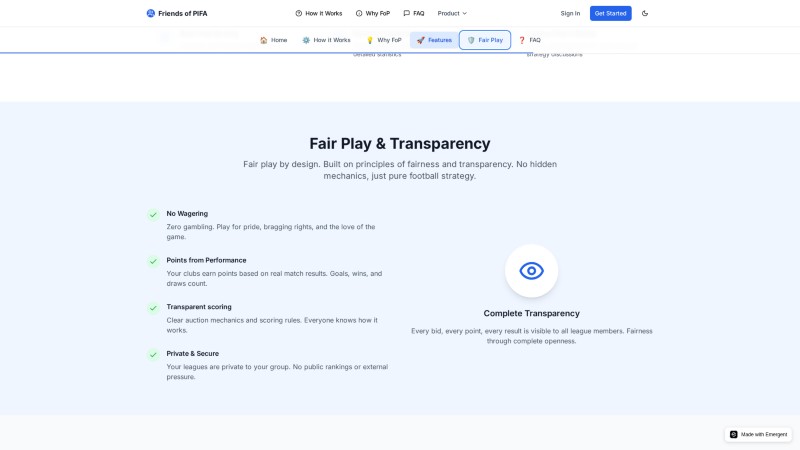 Friends of PIFA
How it Works
Why FoP
FAQ
Product
Sign In
Get Started
Home
How it Works
Why FoP
Features
Fair Play
FAQ
detailed statistics
strategy discussions
Fair Play & Transparency
Fair play by design. Built on principles of fairness and transparency. No hidden
mechanics, just pure football strategy.
No Wagering
Zero gambling. Play for pride, bragging rights, and the love of the
game.
Points from Performance
Your clubs earn points based on real match results. Goals, wins, and
draws count.
Transparent scoring
Clear auction mechanics and scoring rules. Everyone knows how it
works.
Private & Secure
Your leagues are private to your group. No public rankings or external
pressure.
Complete Transparency
Every bid, every point, every result is visible to all league members. Fairness
through complete openness.
Made with Emergent